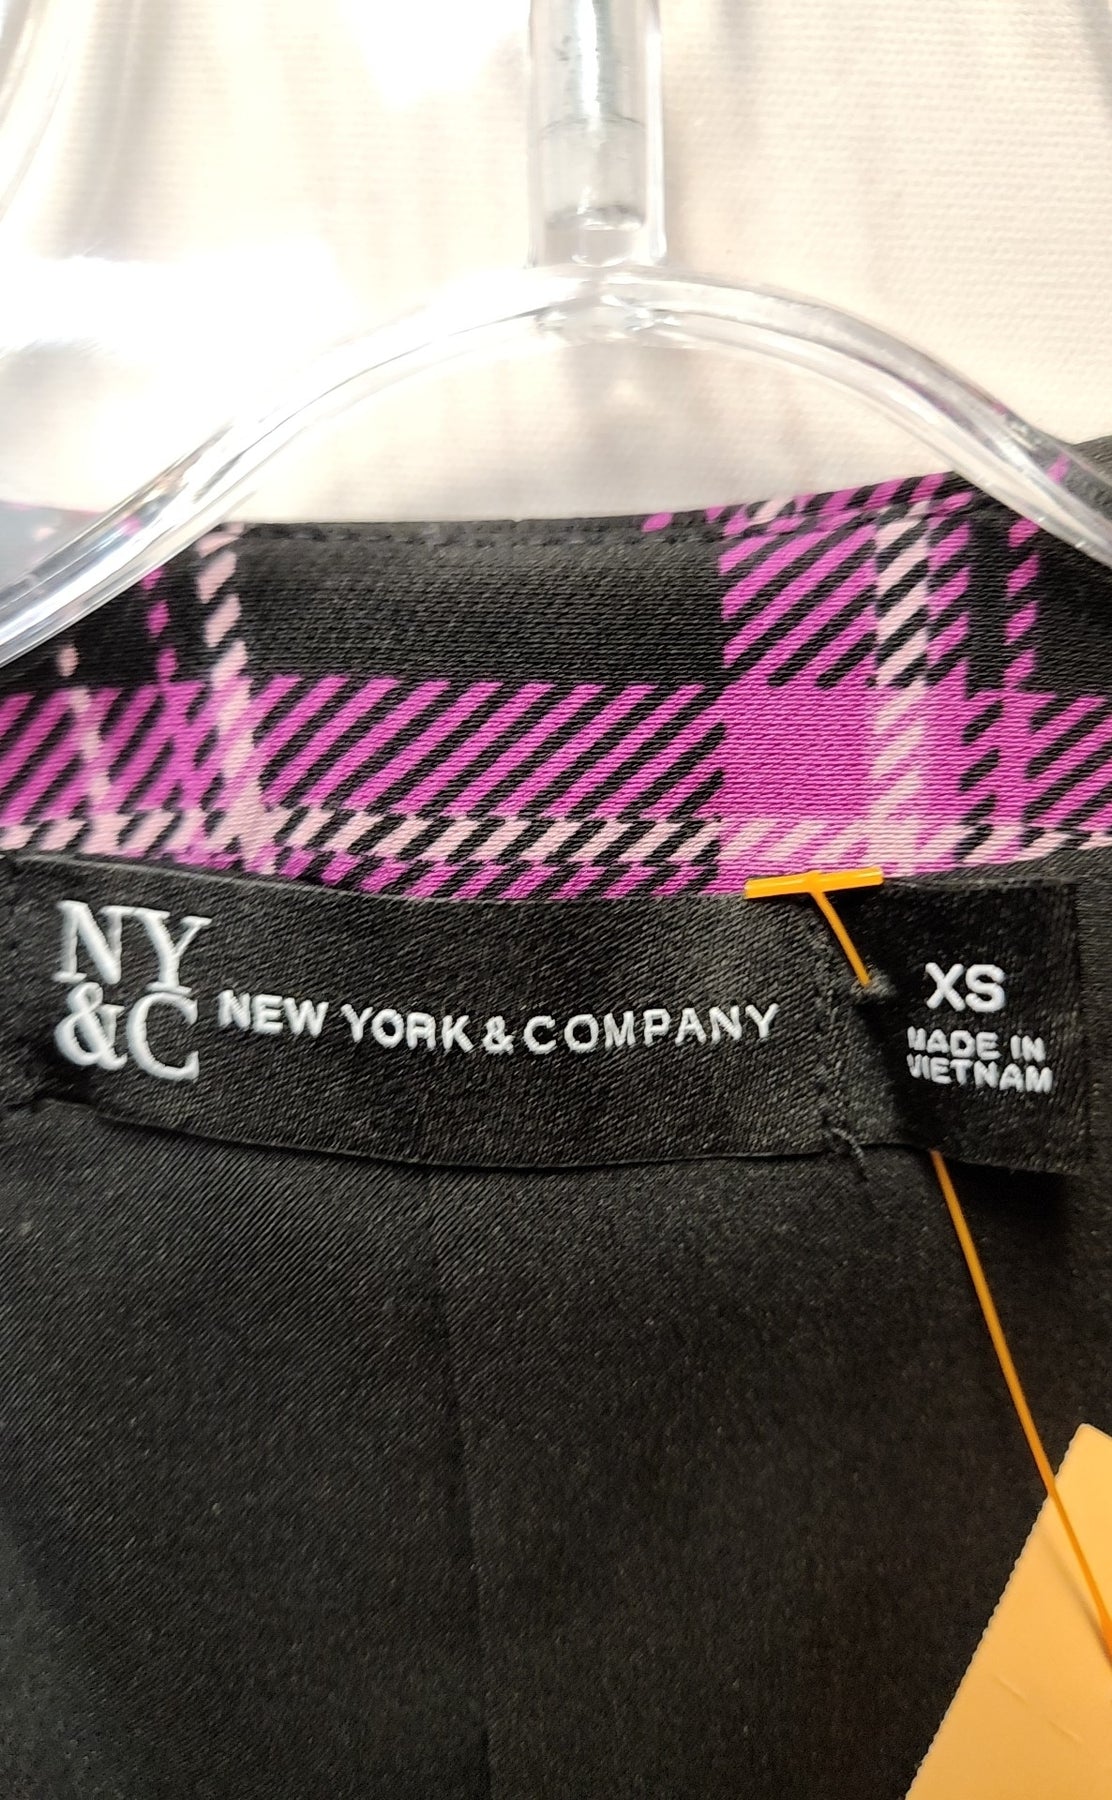 NY
&C
NEW YORK & COMPANY
XS
MADE IN
VIETNAM